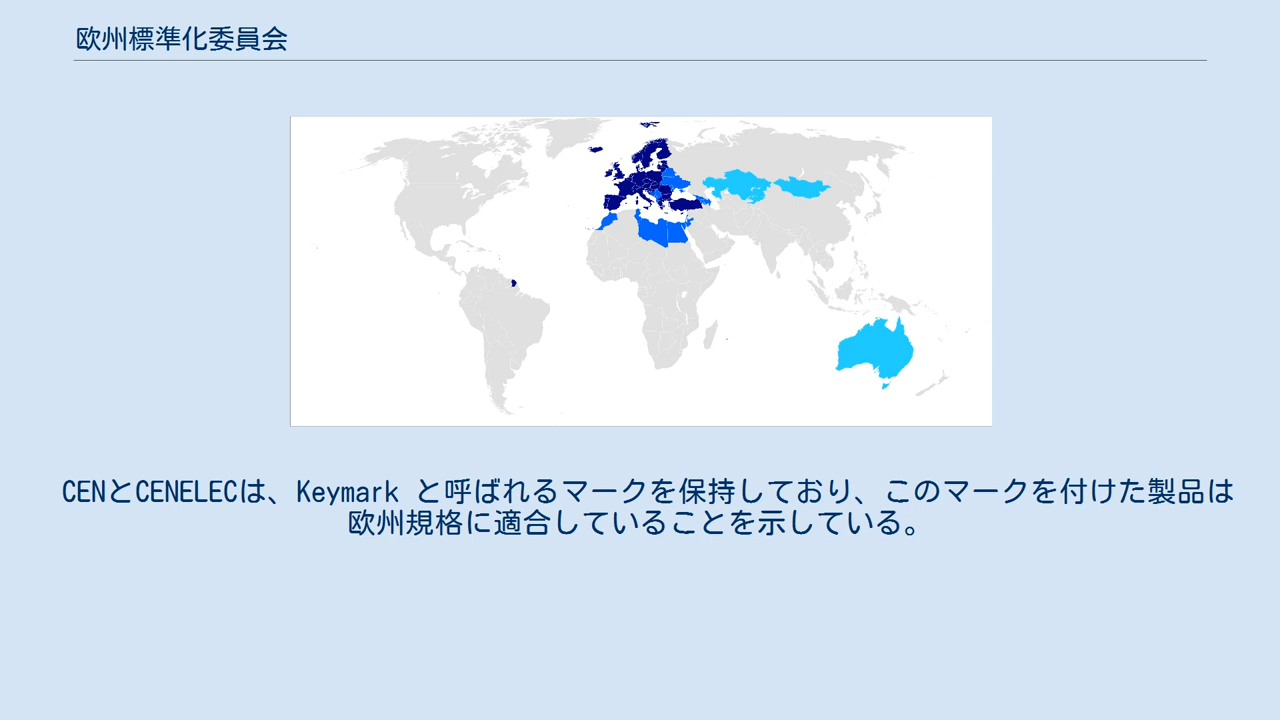 欧州標準化委員会
CENとCENELECは、Keymark と呼ばれるマークを保持しており、このマークを付けた製品は
欧州規格に適合していることを示している。